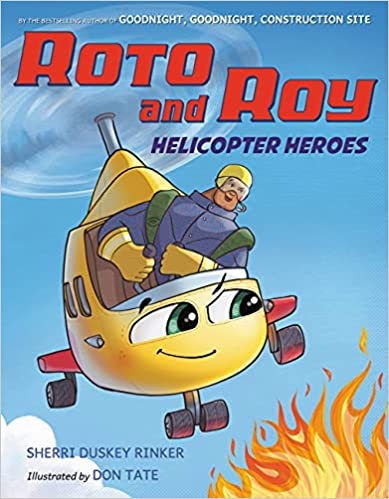 BY THE BESTSELLING AUTHOR OF GOODNIGHT, GOODNIGHT, CONSTRUCTION SITE
ROTO
and ROY
HELICOPTER HEROES
SHERRI DUSKEY RINKER
Illustrated by DON TATE